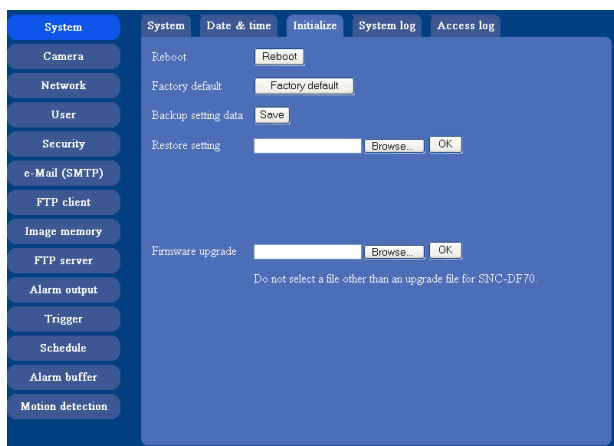 System
Camera
Network
User
Security
e-Mail (SMTP)
FTP client
Image memory
FTP server
Alarm output
Trigger
Schedule
Alarm buffer
Motion detection
System Date & time Initialize System log Access log
Reboot Reboot
Factory default Factory default
Backup setting data Save
Restore setting Browse... OK
Firmware upgrade Browse... OK
Do not select a file other than an upgrade file for SNC-DF70.